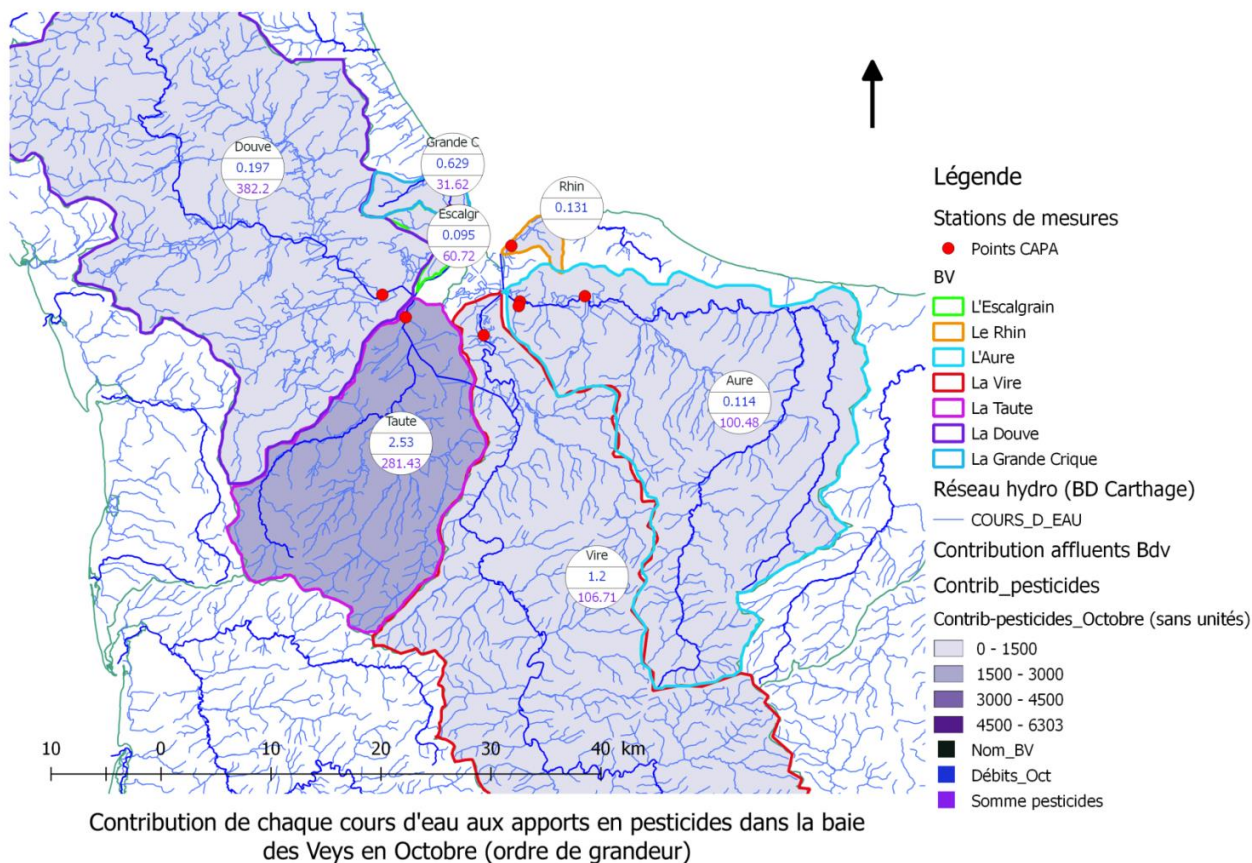 Douve
0.197
382.2
Grande C
0.629
31.62
Escalgr
0.095
60.72
Rhin
0.131
Taute
2.53
281.43
Aure
0.114
100.48
Vire
1.2
106.71
10 0 10 20 30 40 km
Légende
Stations de mesures
Points CAPA
BV
L'Escalgrain
Le Rhin
L'Aure
La Vire
La Taute
La Douve
La Grande Crique
Réseau hydro (BD Carthage)
COURS_D_EAU
Contribution affluents Bdv
Contrib_pesticides
Contrib-pesticides_Octobre (sans unités)
0 - 1500
1500 - 3000
3000 - 4500
4500 - 6303
Nom_BV
Débits_Oct
Somme pesticides
Contribution de chaque cours d'eau aux apports en pesticides dans la baie
des Veys en Octobre (ordre de grandeur)